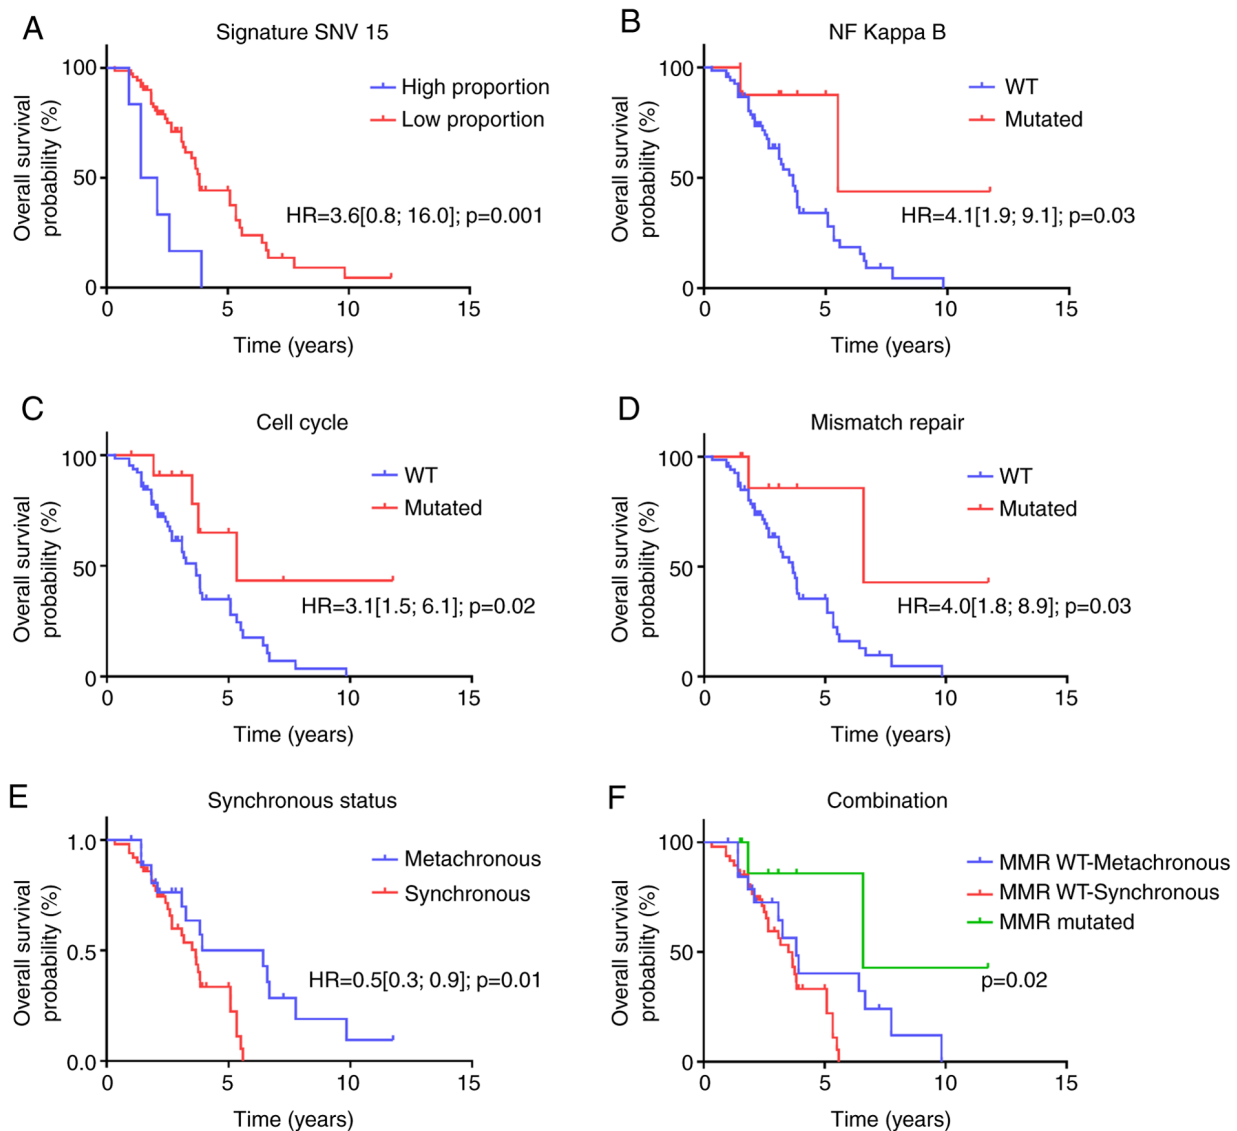 A
Signature SNV 15
Overall survival
probability (%)
100
50
0
High proportion
Low proportion
HR=3.6[0.8; 16.0]; p=0.001
0 5 10 15
Time (years)
B
NF Kappa B
Overall survival
probability (%)
100
50
0
WT
Mutated
HR=4.1[1.9; 9.1]; p=0.03
0 5 10 15
Time (years)
C
Cell cycle
Overall survival
probability (%)
100
50
0
WT
Mutated
HR=3.1[1.5; 6.1]; p=0.02
0 5 10 15
Time (years)
D
Mismatch repair
Overall survival
probability (%)
100
50
0
WT
Mutated
HR=4.0[1.8; 8.9]; p=0.03
0 5 10 15
Time (years)
E
Synchronous status
Overall survival
probability (%)
1.0
0.5
0.0
Metachronous
Synchronous
HR=0.5[0.3; 0.9]; p=0.01
0 5 10 15
Time (years)
F
Combination
Overall survival
probability (%)
100
50
0
MMR WT-Metachronous
MMR WT-Synchronous
MMR mutated
p=0.02
0 5 10 15
Time (years)